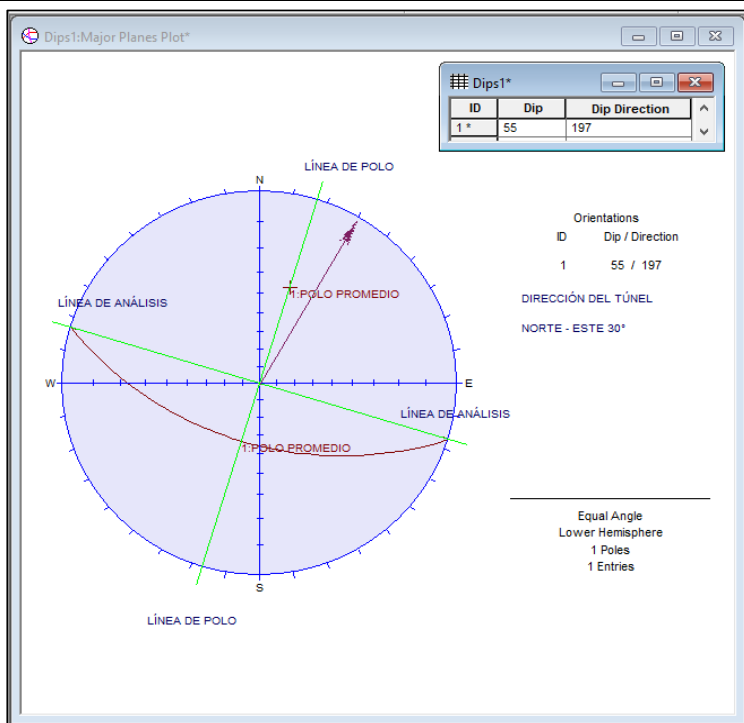 Dips1:Major Planes Plot*
Dips1*
ID Dip Dip Direction
1 * 55 197
LÍNEA DE POLO
N
Orientations
ID Dip / Direction
1 55 / 197
1:POLO PROMEDIO
LÍNEA DE ANÁLISIS
DIRECCIÓN DEL TÚNEL
NORTE - ESTE 30°
W
E
LÍNEA DE ANÁLISIS
1:POLO PROMEDIO
Equal Angle
Lower Hemisphere
1 Poles
1 Entries
S
LÍNEA DE POLO